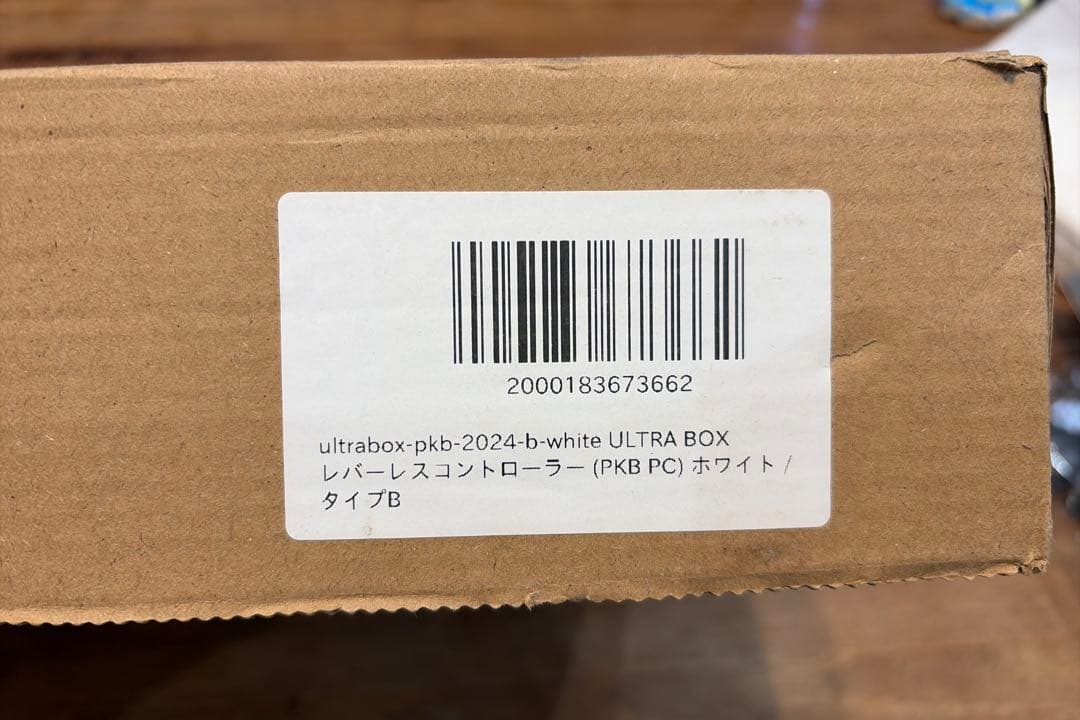 2000183673662
ultrabox-pkb-2024-b-white ULTRA BOX
レバーレスコントローラー (PKB PC) ホワイト /
タイプB